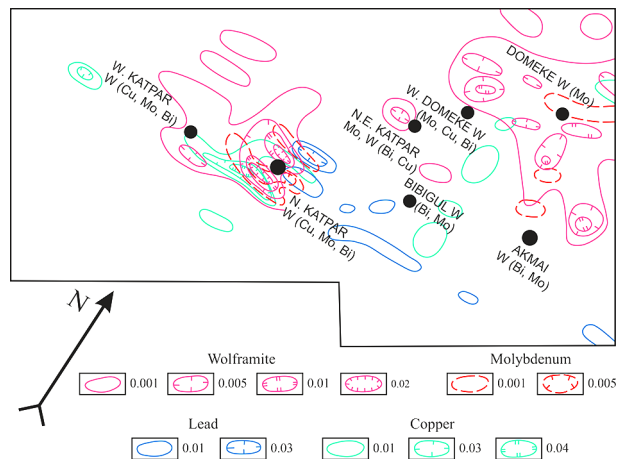 DOMEKE W (Mo)
W. KATPAR
W (Cu, Mo, Bi)
W. DOMEKE W
(Mo, Cu, Bi)
N.E. KATPAR
Mo, W (Bi, Cu)
BIBIGUL W
(Bi, Mo)
N. KATPAR
W (Cu, Mo, Bi)
AKMAI
W (Bi, Mo)
N
Wolframite
Molybdenum
0.001
0.005
0.01
0.02
0.001
0.005
Lead
Copper
0.01
0.03
0.01
0.03
0.04